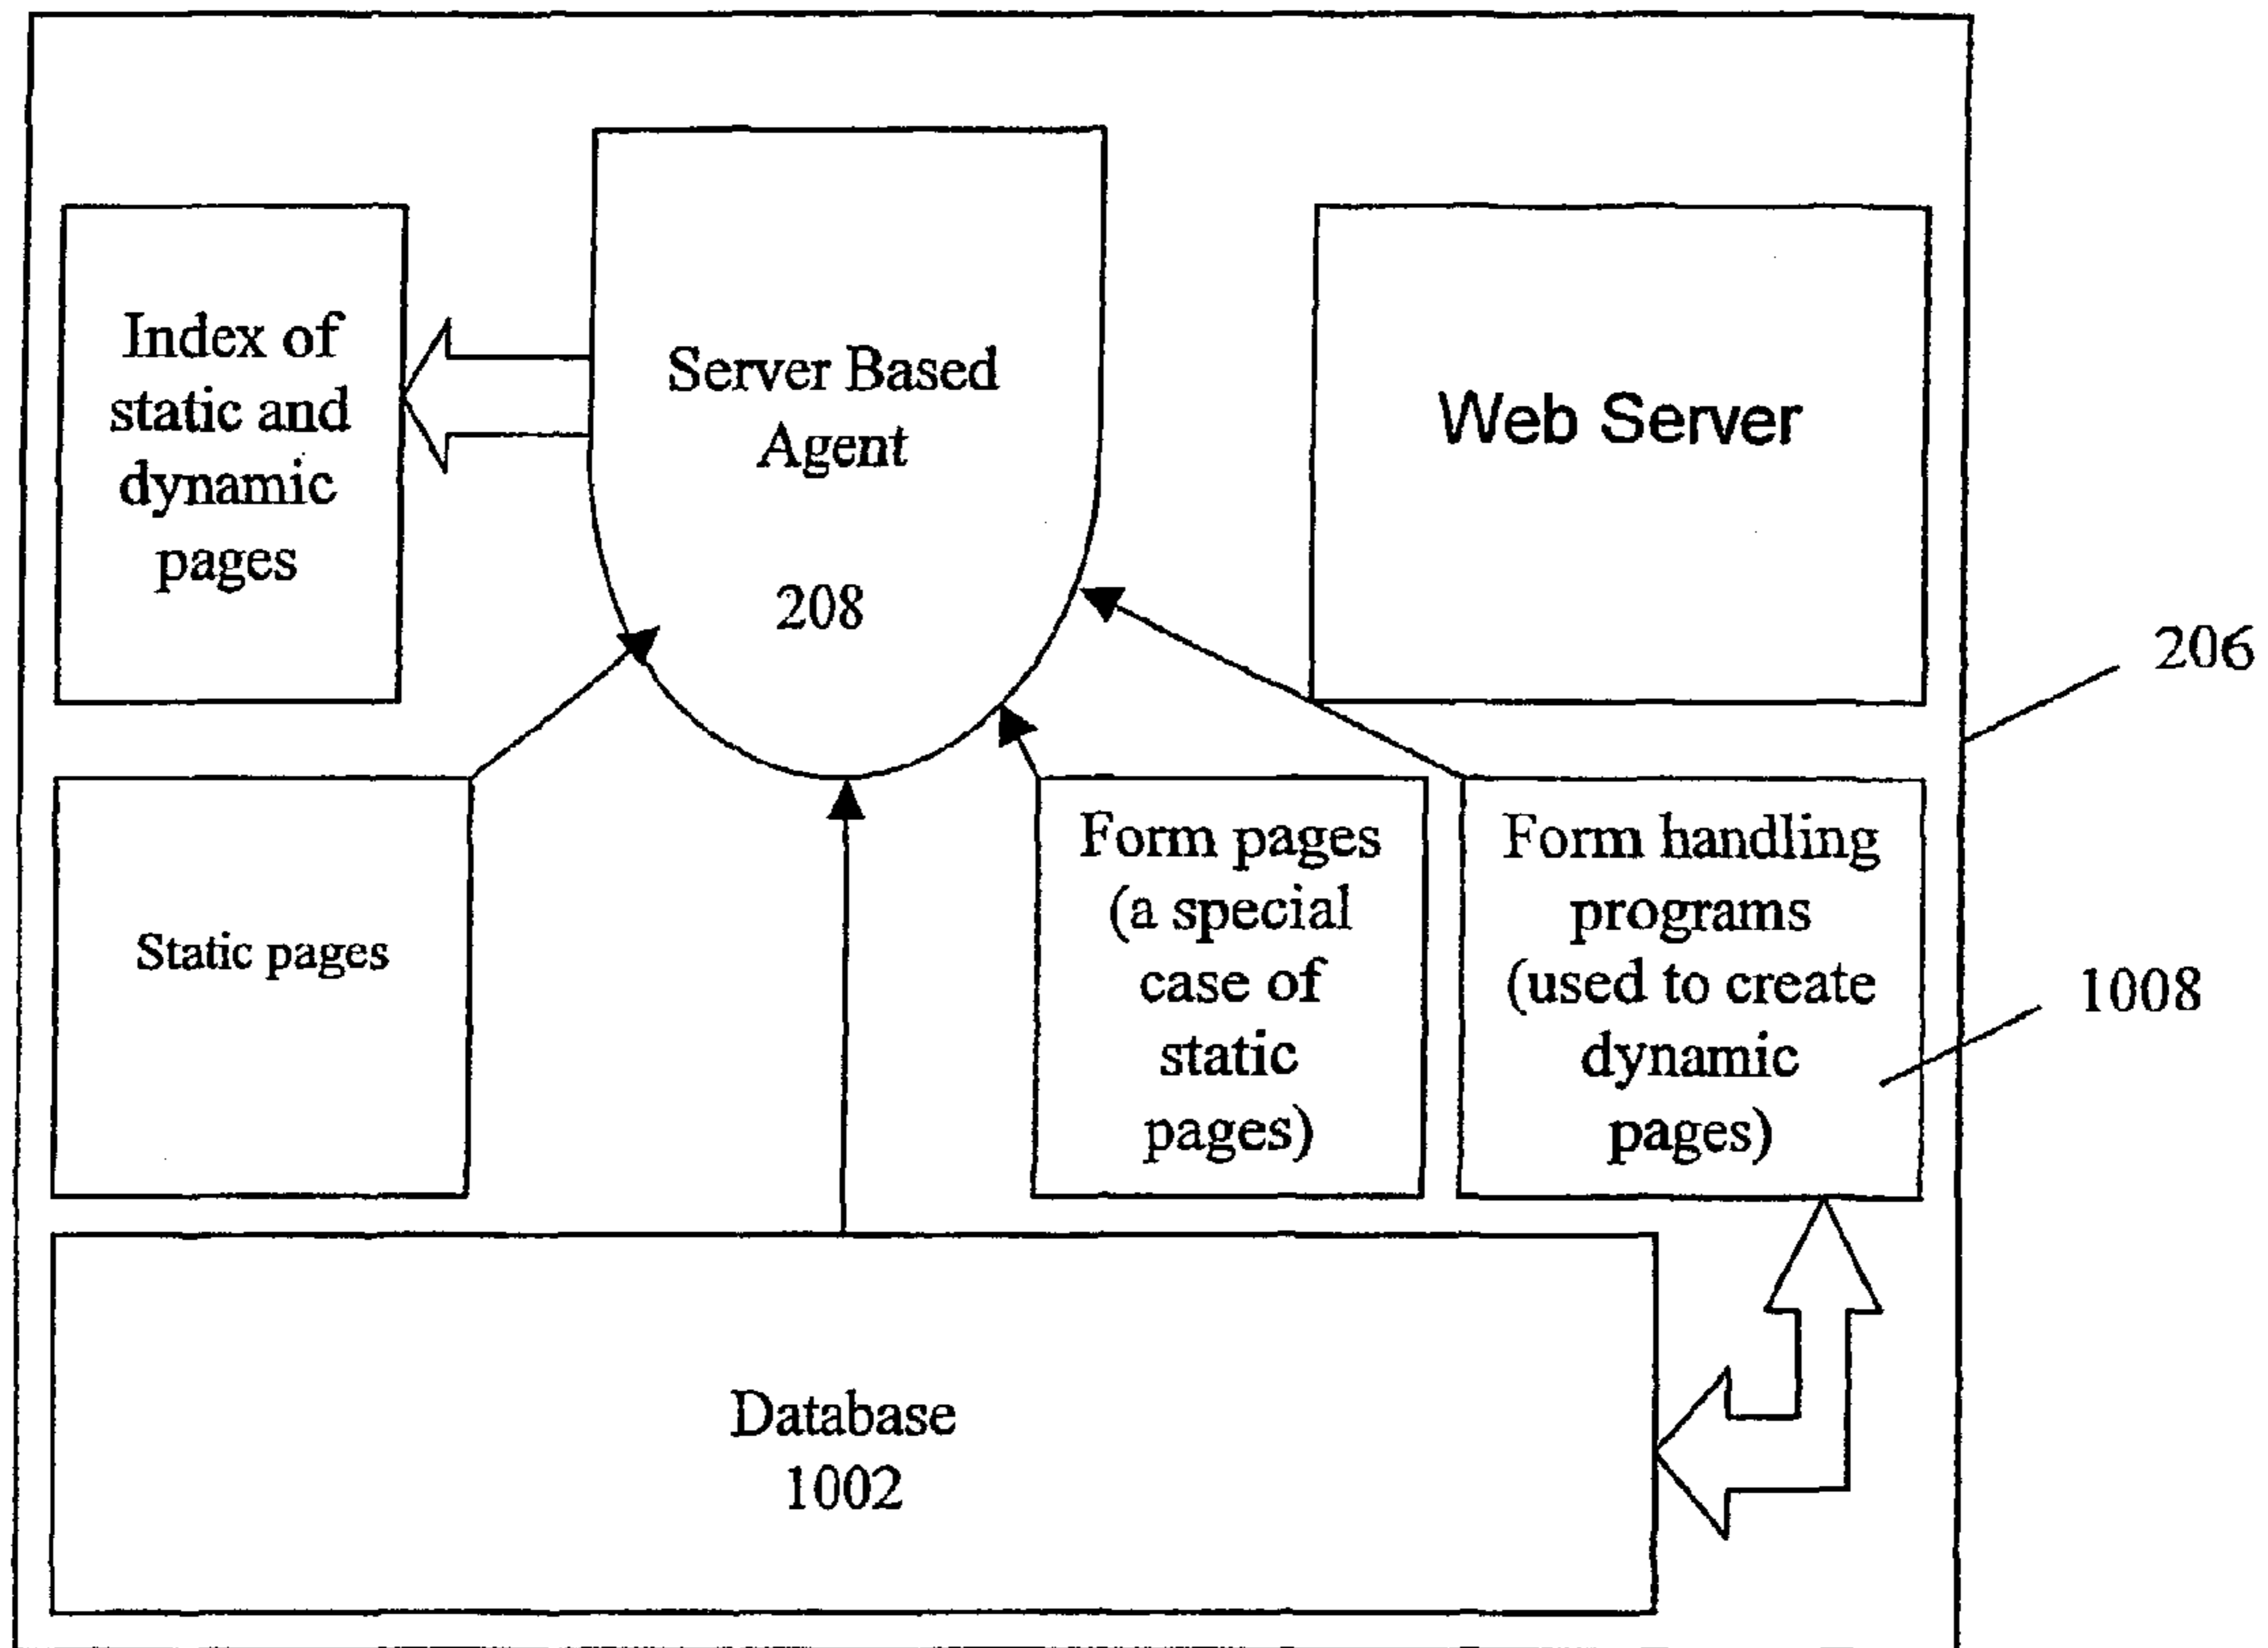 Index of
static and
dynamic
pages
Server Based
Agent
208
Web Server
206
Static pages
Form pages
(a special
case of
static
pages)
Form handling
programs
(used to create
dynamic
pages)
1008
Database
1002